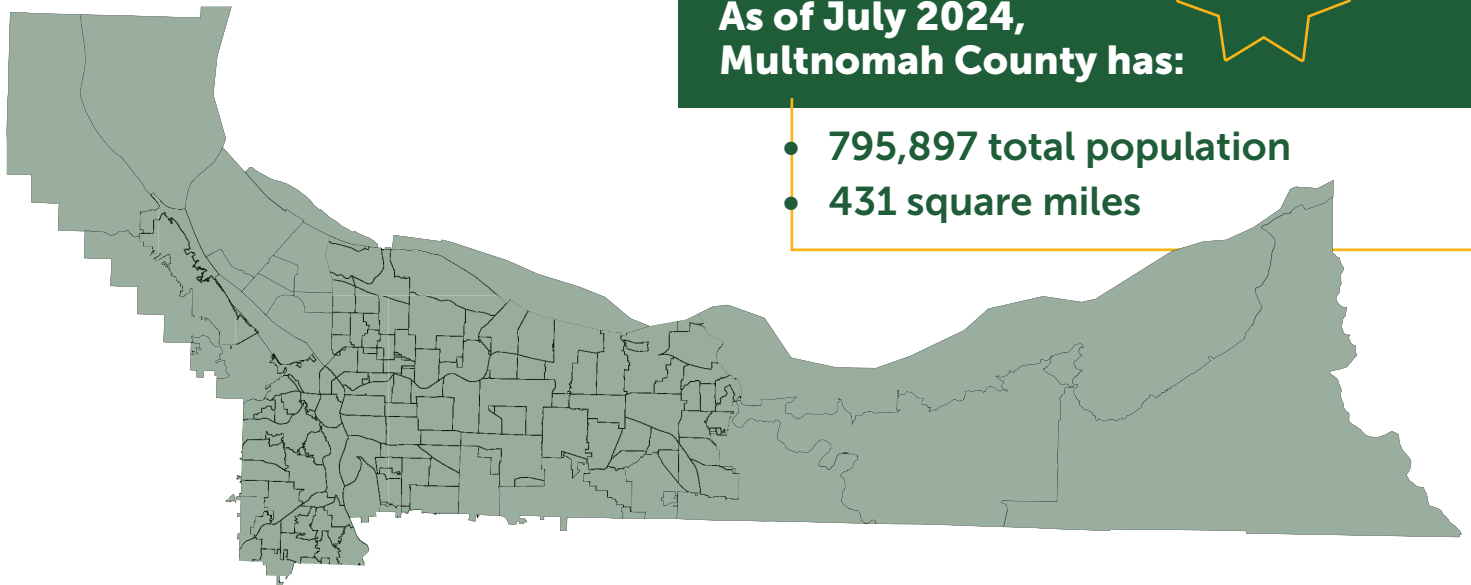 As of July 2024,
Multnomah County has:
• 795,897 total population
• 431 square miles